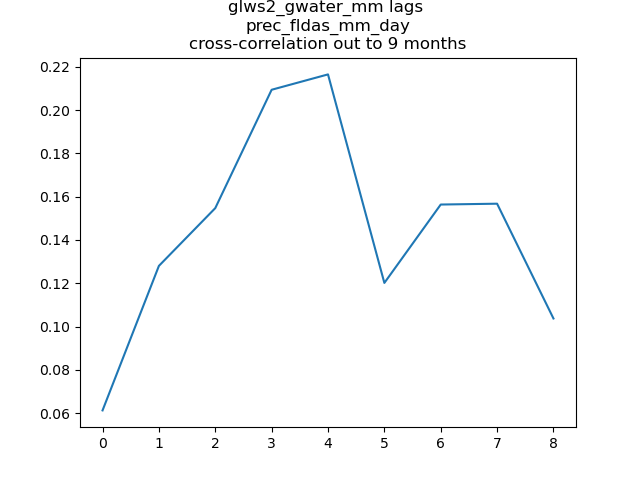 glws2_gwater_mm lags
prec_fldas_mm_day
cross-correlation out to 9 months
0.22
0.20
0.18
0.16
0.14
0.12
0.10
0.08
0.06
0 1 2 3 4 5 6 7 8